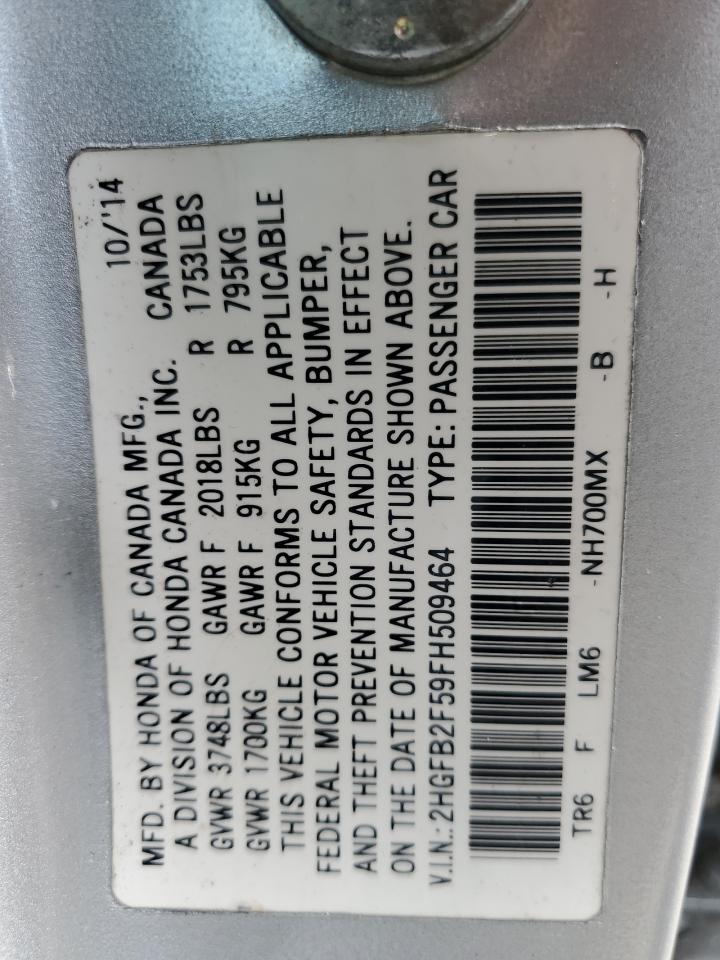 MFD. BY HONDA OF CANADA MFG., 10/'14
A DIVISION OF HONDA CANADA INC. CANADA
GVWR 3748LBS GAWR F 2018LBS R 1753LBS
GVWR 1700KG GAWR F 915KG R 795KG
THIS VEHICLE CONFORMS TO ALL APPLICABLE
FEDERAL MOTOR VEHICLE SAFETY, BUMPER,
AND THEFT PREVENTION STANDARDS IN EFFECT
ON THE DATE OF MANUFACTURE SHOWN ABOVE.
V.I.N.: 2HGFB2F59FH509464 TYPE: PASSENGER CAR
TR6 F LM6 -NH700MX -B -H